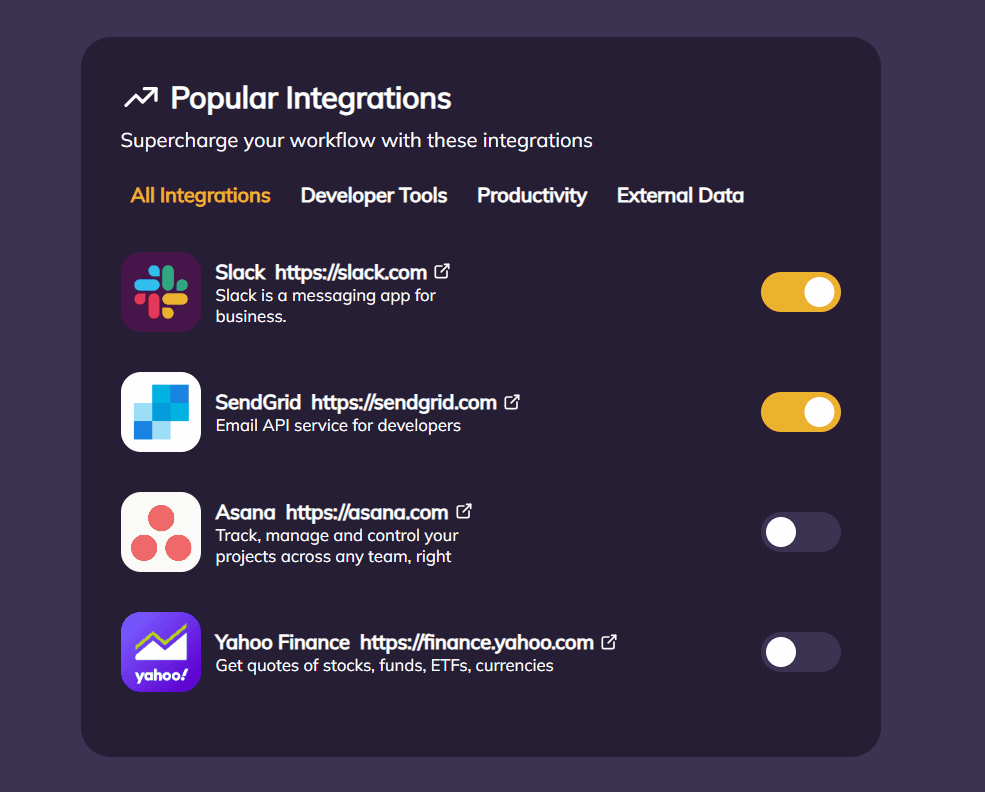 Popular Integrations
Supercharge your workflow with these integrations
All Integrations Developer Tools Productivity External Data
Slack https://slack.com
Slack is a messaging app for
business.
SendGrid https://sendgrid.com
Email API service for developers
Asana https://asana.com
Track, manage and control your
projects across any team, right
Yahoo Finance https://finance.yahoo.com
Get quotes of stocks, funds, ETFs, currencies
yahoo!